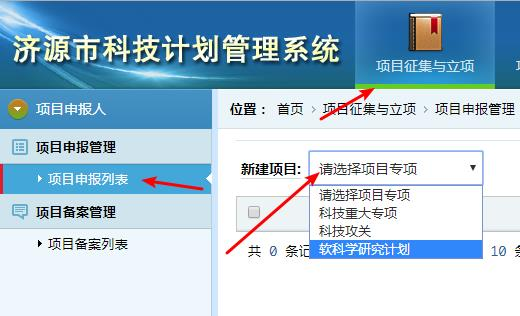 济源市科技计划管理系统
项目征集与立项
项目申报人
位置： 首页 > 项目征集与立项 > 项目申报管理
项目申报管理
项目申报列表
项目备案管理
项目备案列表
新建项目: 请选择项目专项
请选择项目专项
科技重大专项
科技攻关
软科学研究计划
共 0 条记
10 条